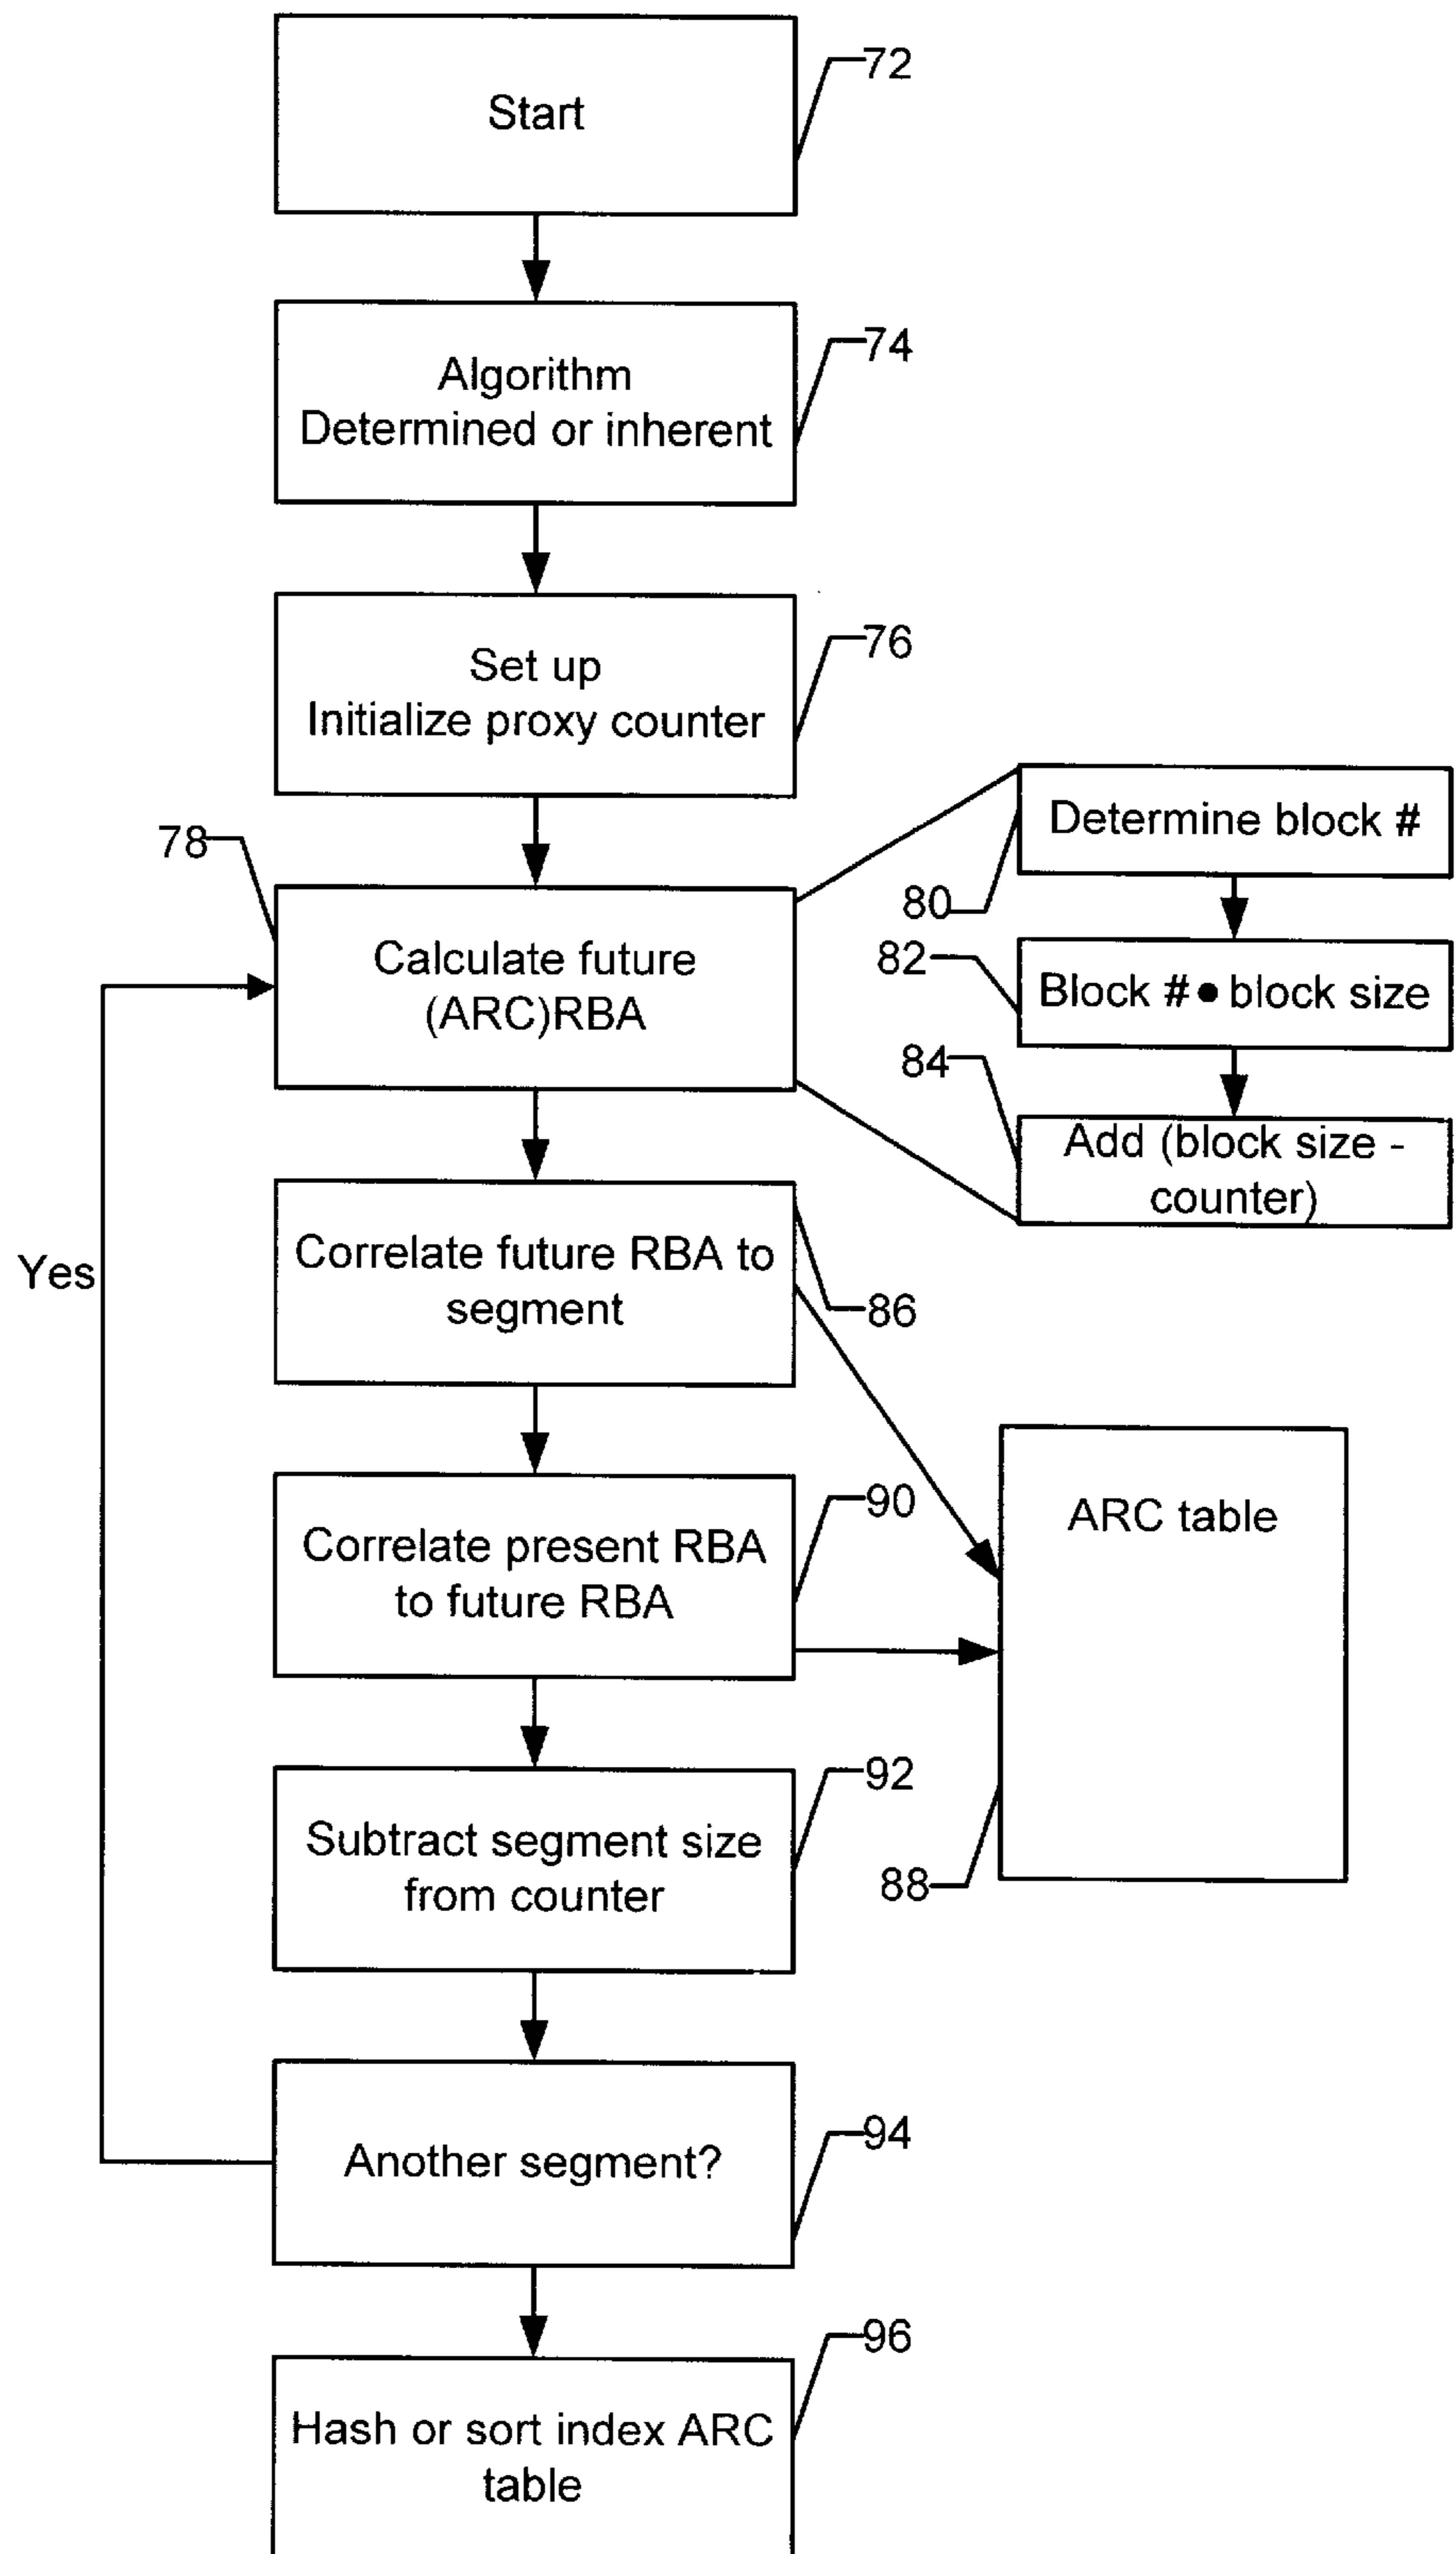 Start
72
Algorithm
Determined or inherent
74
Set up
Initialize proxy counter
76
78
Calculate future
(ARC)RBA
Determine block #
80
82
Block # ● block size
84
Add (block size -
counter)
Yes
Correlate future RBA to
segment
86
Correlate present RBA
to future RBA
90
ARC table
88
Subtract segment size
from counter
92
Another segment?
94
Hash or sort index ARC
table
96